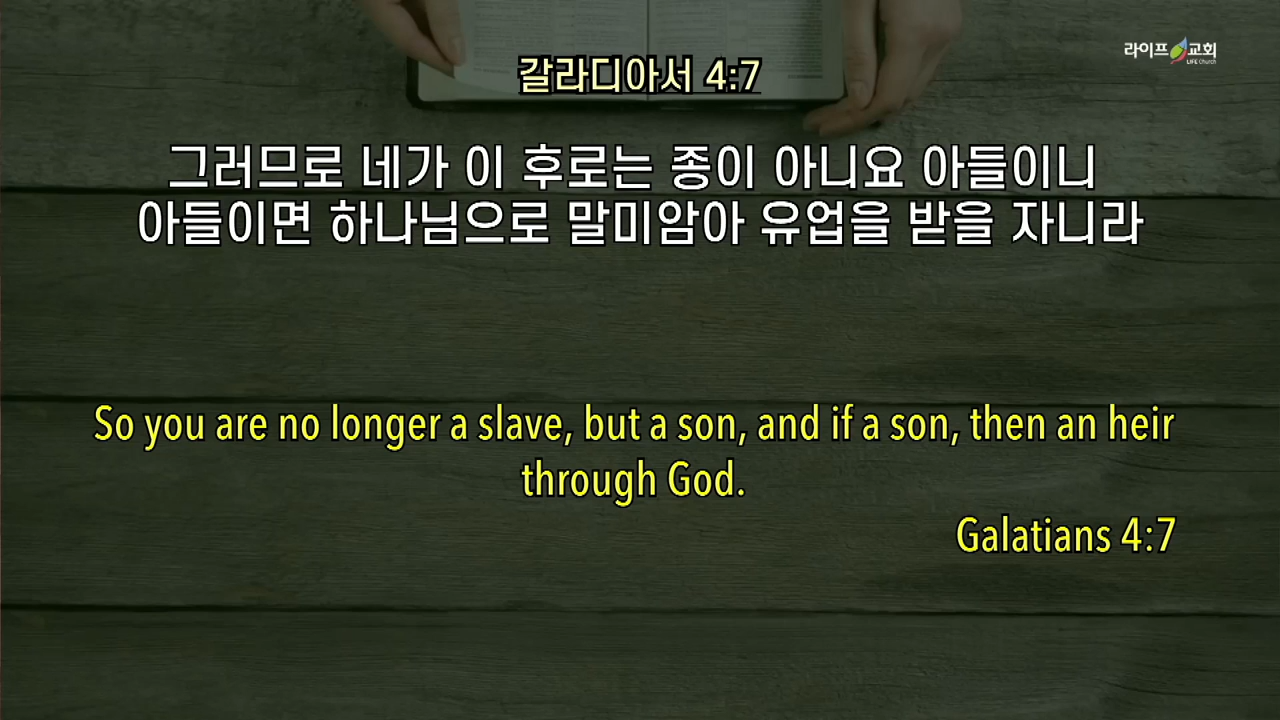 라이프 교회
LIFE Church
갈라디아서 4:7
그러므로 네가 이 후로는 종이 아니요 아들이니
아들이면 하나님으로 말미암아 유업을 받을 자니라
So you are no longer a slave, but a son, and if a son, then an heir
through God.
Galatians 4:7